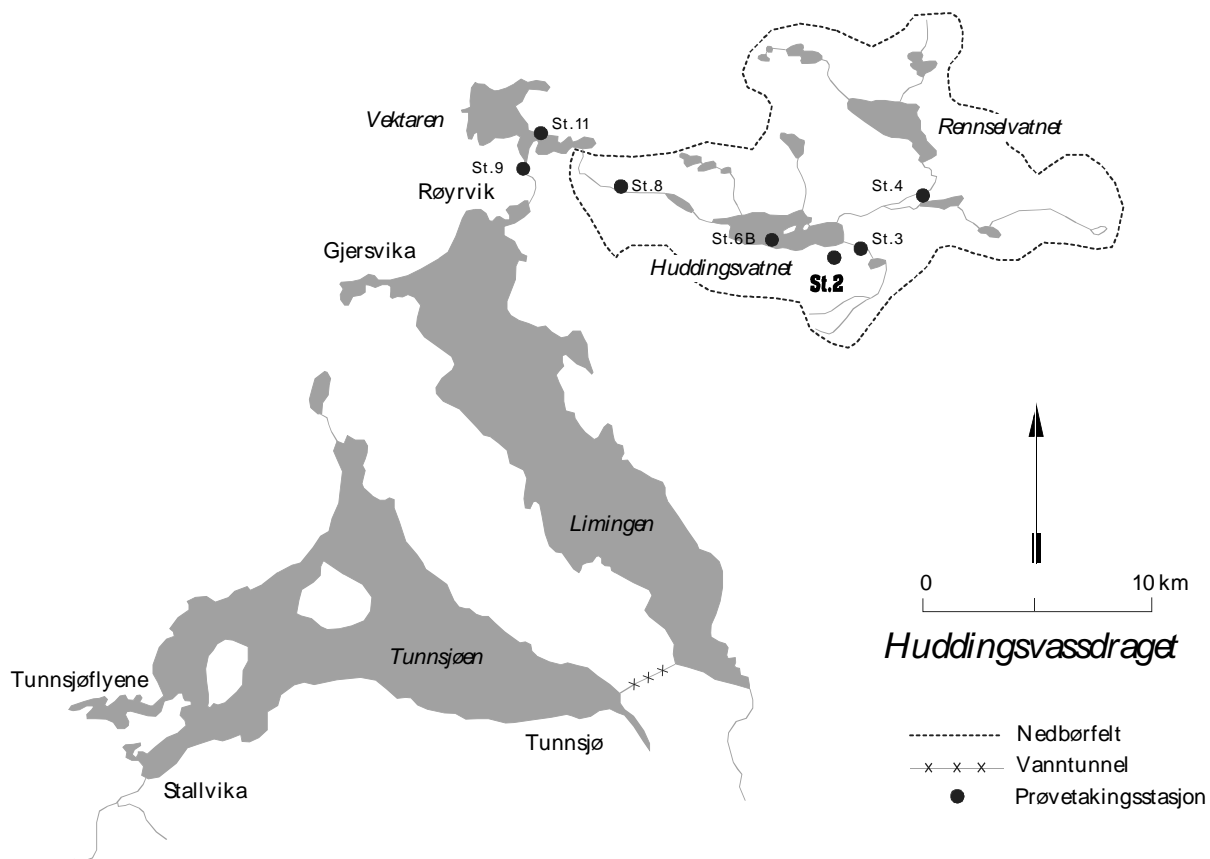 Vektaren
St.11
Rennselvatnet
St.9
Røyrvik
St.8
St.4
Gjersvika
St.6B
St.3
Huddingsvatnet
St.2
Limingen
0 10 km
Huddingsvassdraget
Tunnsjøen
Tunnsjøflyene
Tunnsjø
Stallvika
Nedbørfelt
x x x Vanntunnel
Prøvetakingsstasjon